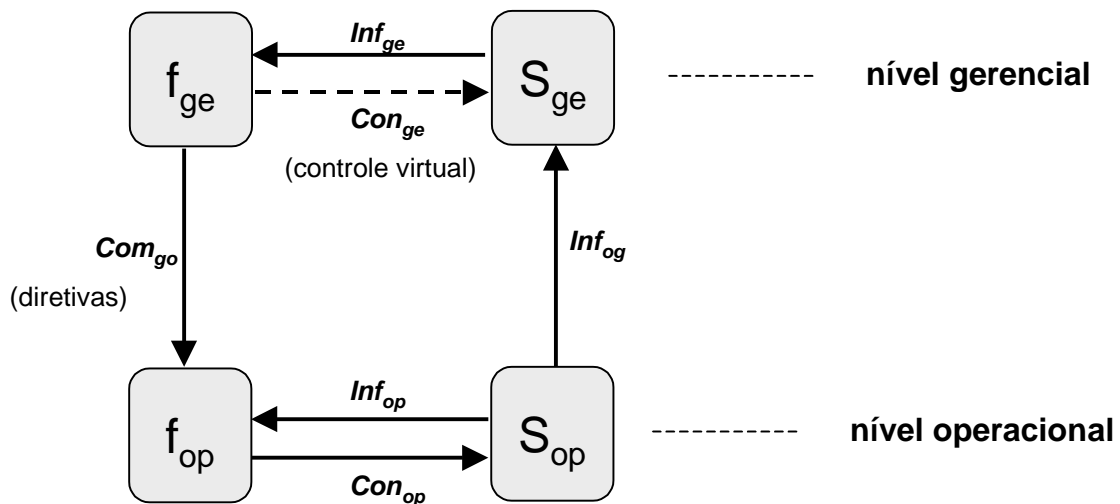 Inf_ge
f_ge
S_ge
nível gerencial
Con_ge
(controle virtual)
Com_go
Inf_og
(diretivas)
Inf_op
f_op
S_op
nível operacional
Con_op